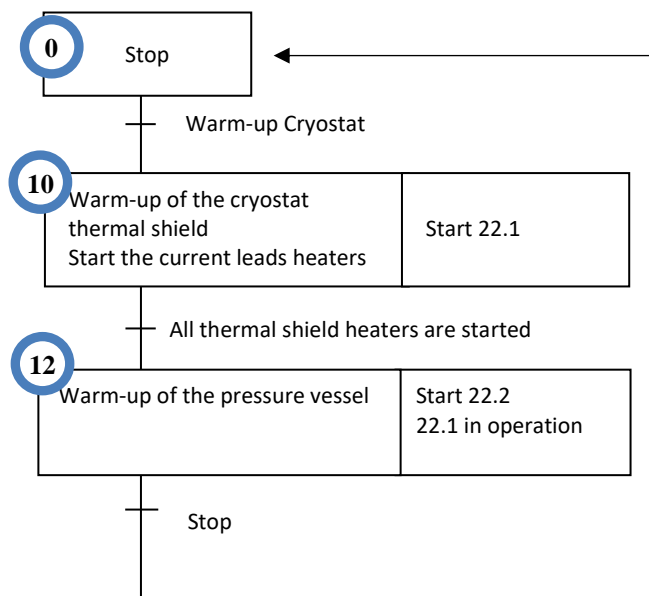 0
Stop
Warm-up Cryostat
10
Warm-up of the cryostat
thermal shield
Start the current leads heaters
Start 22.1
All thermal shield heaters are started
12
Warm-up of the pressure vessel
Start 22.2
22.1 in operation
Stop